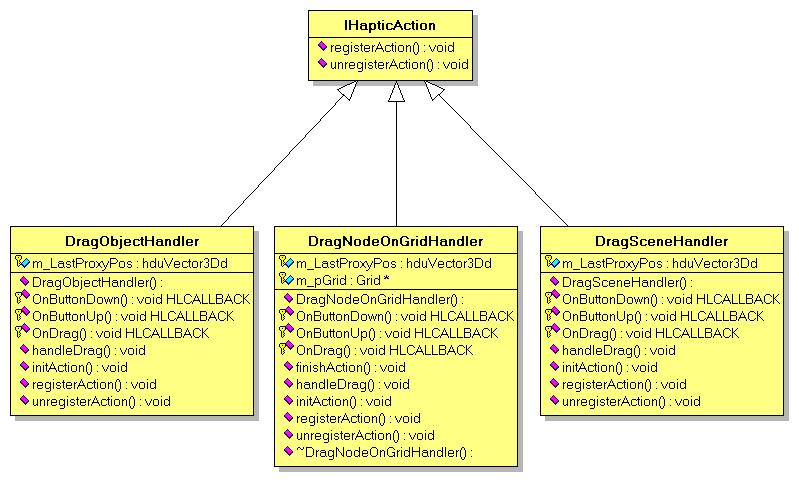 IHapticAction
registerAction() : void
unregisterAction() : void
DragObjectHandler
m_LastProxyPos : hduVector3Dd
DragObjectHandler() :
OnButtonDown() : void HLCALLBACK
OnButtonUp() : void HLCALLBACK
OnDrag() : void HLCALLBACK
handleDrag() : void
initAction() : void
registerAction() : void
unregisterAction() : void
DragNodeOnGridHandler
m_LastProxyPos : hduVector3Dd
m_pGrid : Grid *
DragNodeOnGridHandler() :
OnButtonDown() : void HLCALLBACK
OnButtonUp() : void HLCALLBACK
OnDrag() : void HLCALLBACK
finishAction() : void
handleDrag() : void
initAction() : void
registerAction() : void
unregisterAction() : void
~DragNodeOnGridHandler() :
DragSceneHandler
m_LastProxyPos : hduVector3Dd
DragSceneHandler() :
OnButtonDown() : void HLCALLBACK
OnButtonUp() : void HLCALLBACK
OnDrag() : void HLCALLBACK
handleDrag() : void
initAction() : void
registerAction() : void
unregisterAction() : void